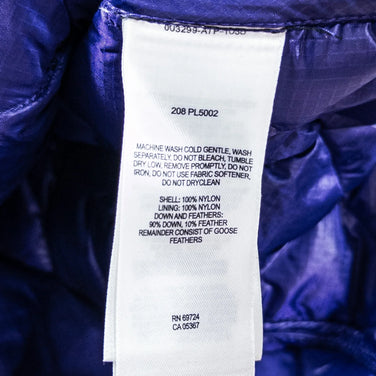 208 PL5002
MACHINE WASH COLD GENTLE, WASH
SEPARATELY, DO NOT BLEACH, TUMBLE
DRY LOW, REMOVE PROMPTLY, DO NOT
IRON, DO NOT USE FABRIC SOFTENER,
DO NOT DRYCLEAN
SHELL: 100% NYLON
LINING: 100% NYLON
DOWN AND FEATHERS:
90% DOWN, 10% FEATHER
REMAINDER CONSIST OF GOOSE
FEATHERS
RN 69724
CA 05367